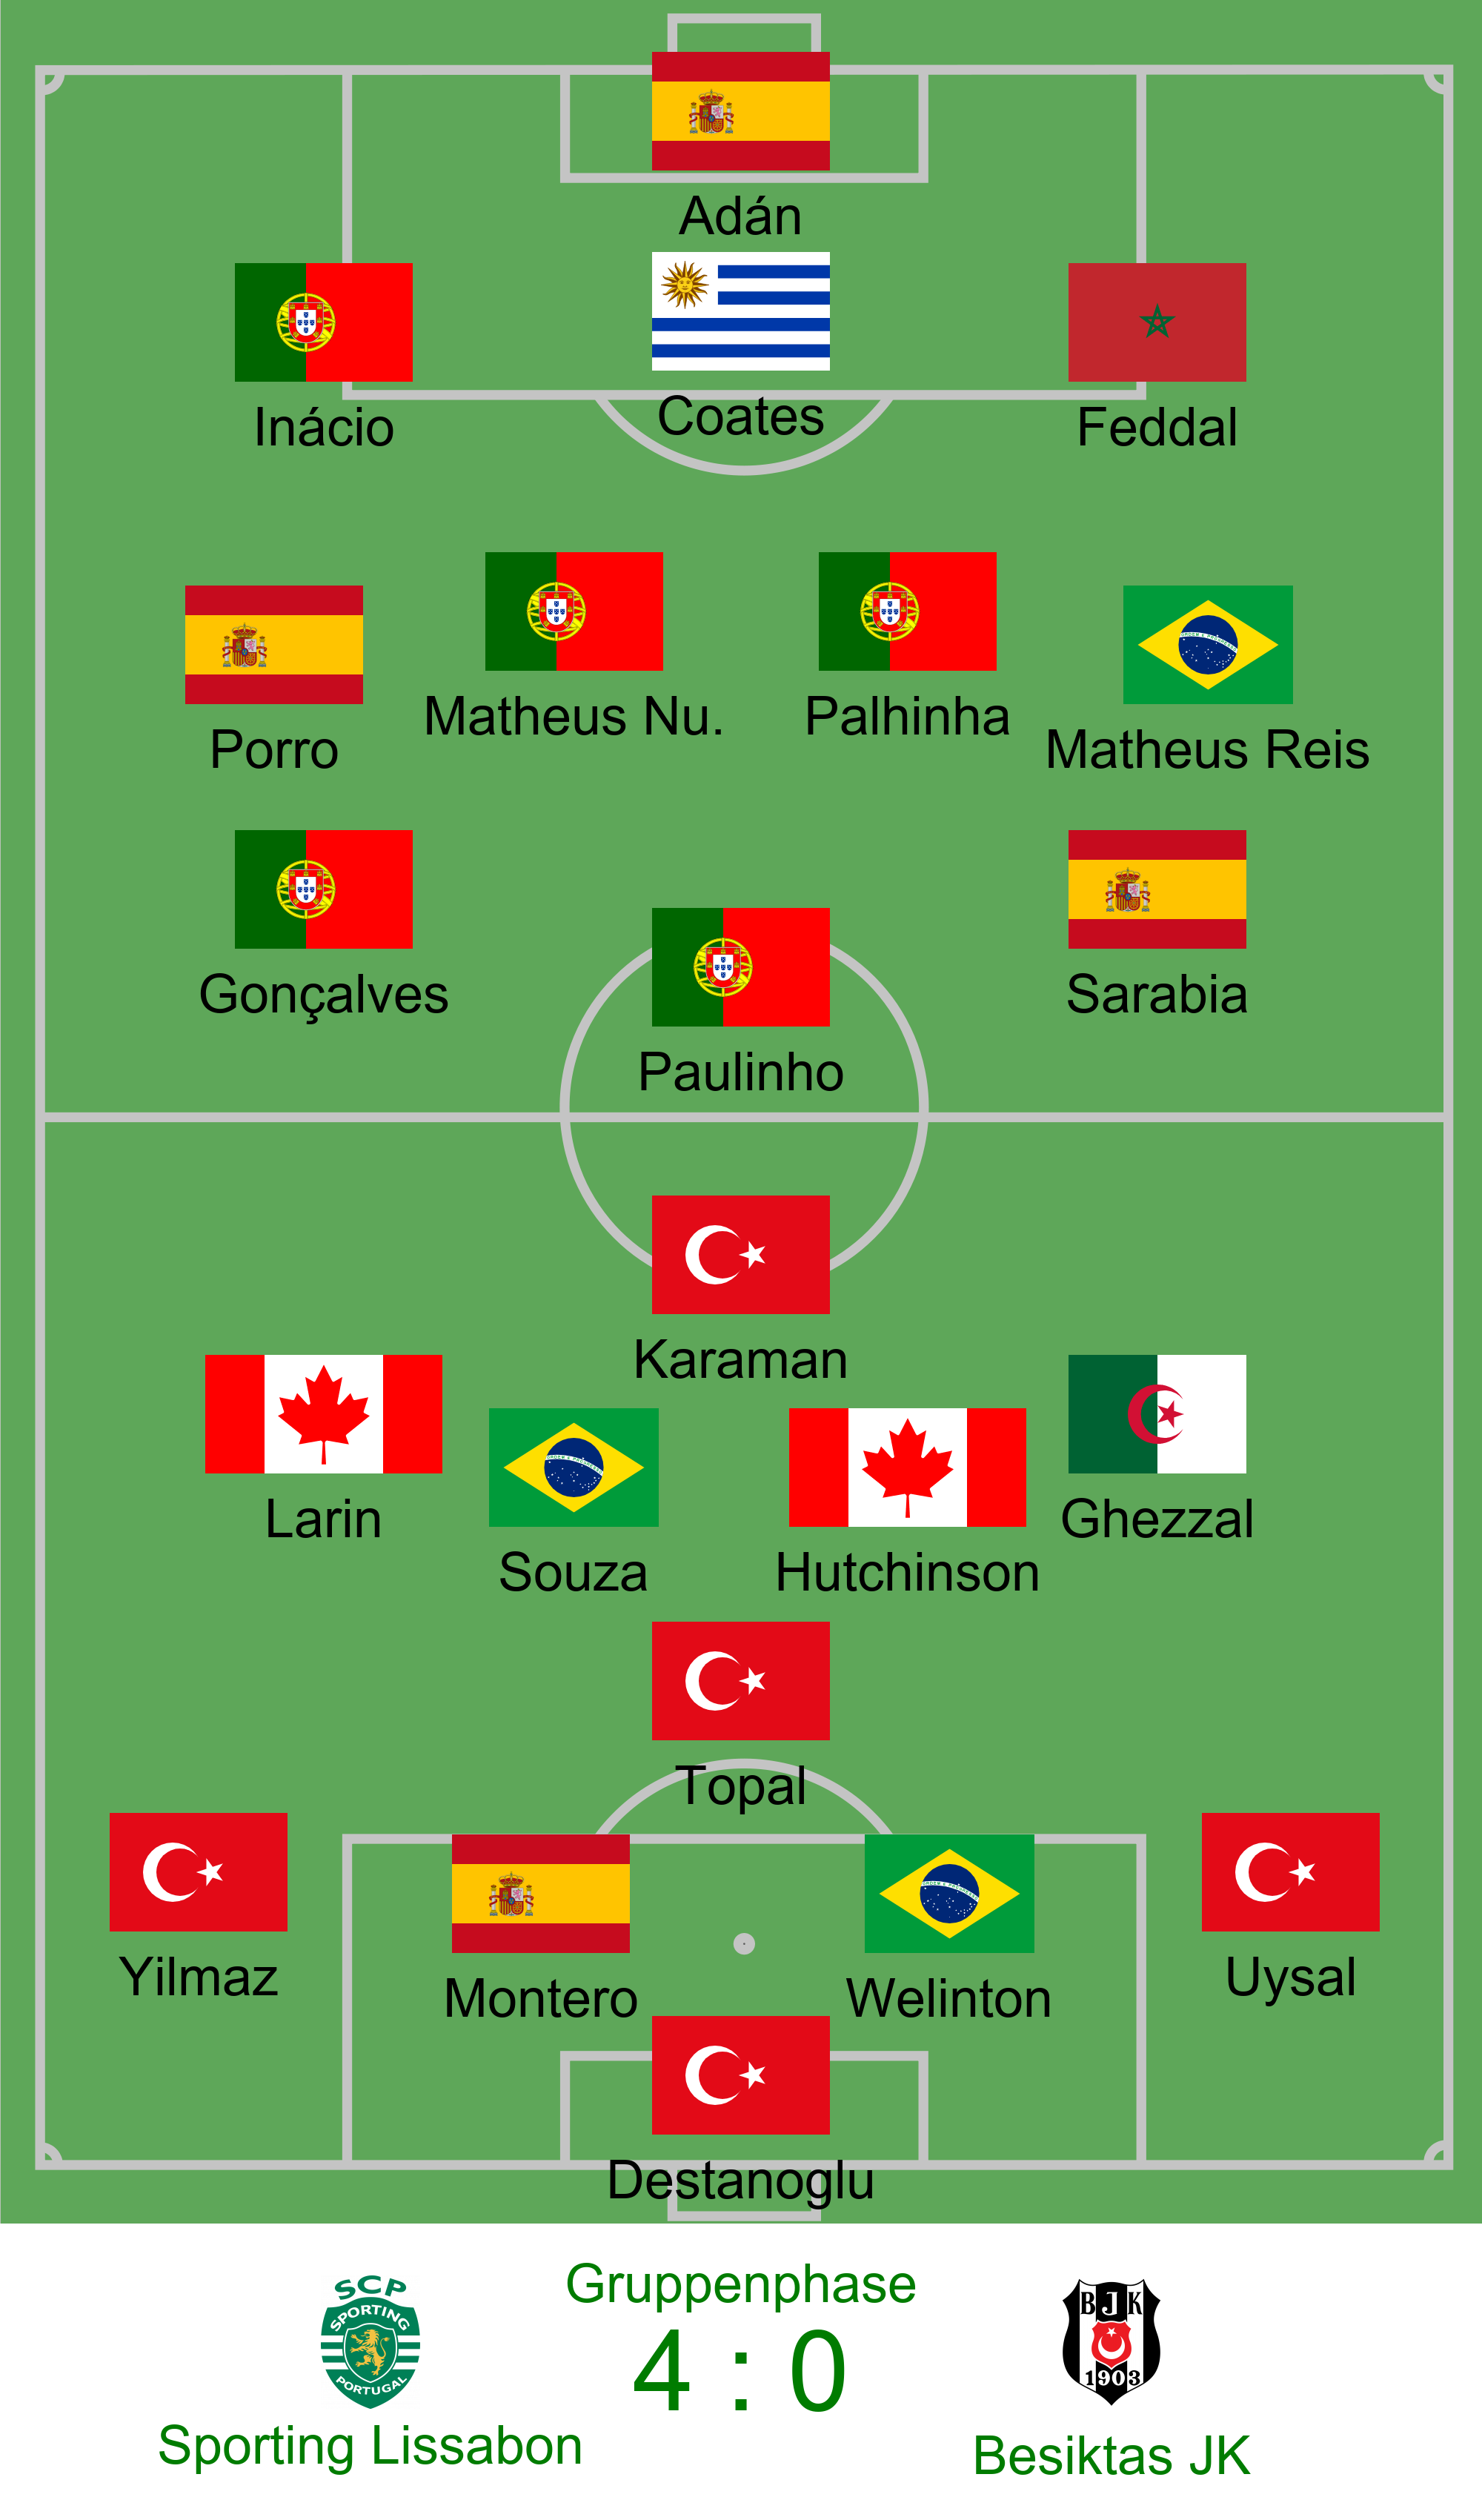 Adán
Inácio
Coates
Feddal
Porro
Matheus Nu.
Palhinha
Matheus Reis
Gonçalves
Paulinho
Sarabia
Karaman
Larin
Souza
Hutchinson
Ghezzal
Topal
Yilmaz
Montero
Welinton
Uysal
Destanoglu
Gruppenphase
4 : 0
SCP
SPORTING
PORTUGAL
Sporting Lissabon
BJK
1903
Besiktas JK